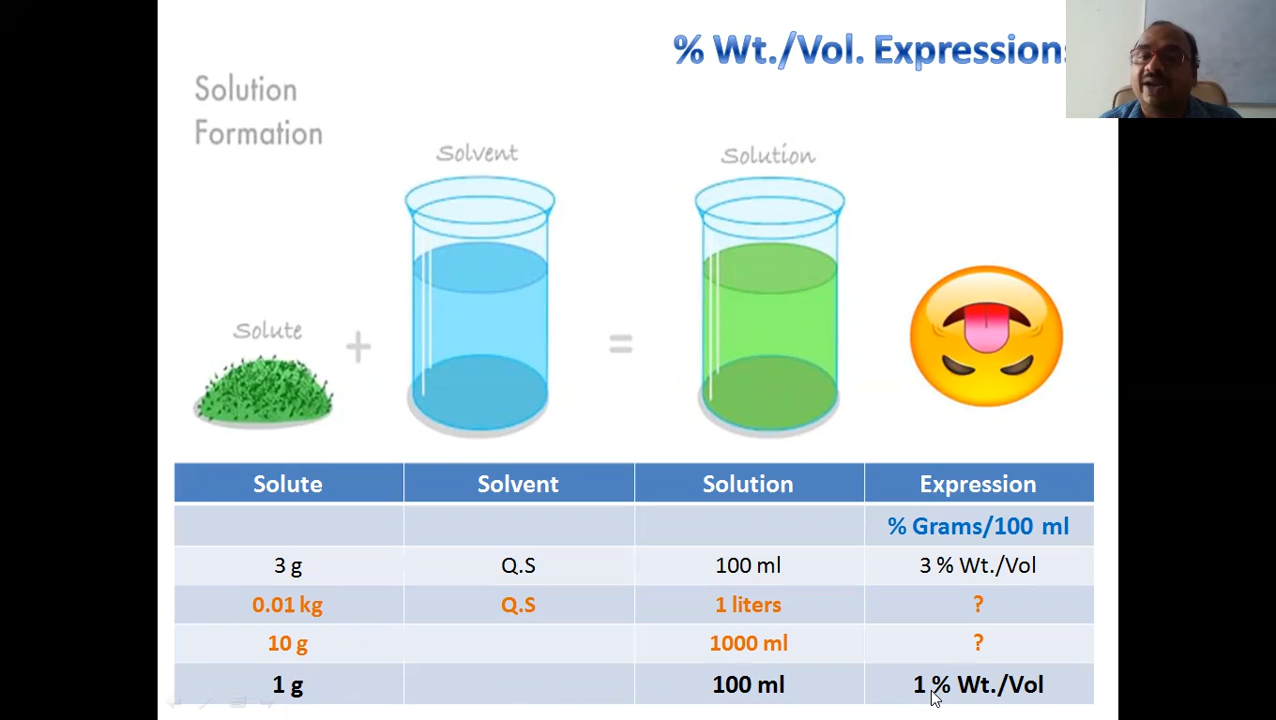 % Wt./Vol. Expression
Solution
Formation
Solvent
Solution
Solute
+
=
Solute Solvent Solution Expression
% Grams/100 ml
3 g Q.S 100 ml 3 % Wt./Vol
0.01 kg Q.S 1 liters ?
10 g 1000 ml ?
1 g 100 ml 1 % Wt./Vol